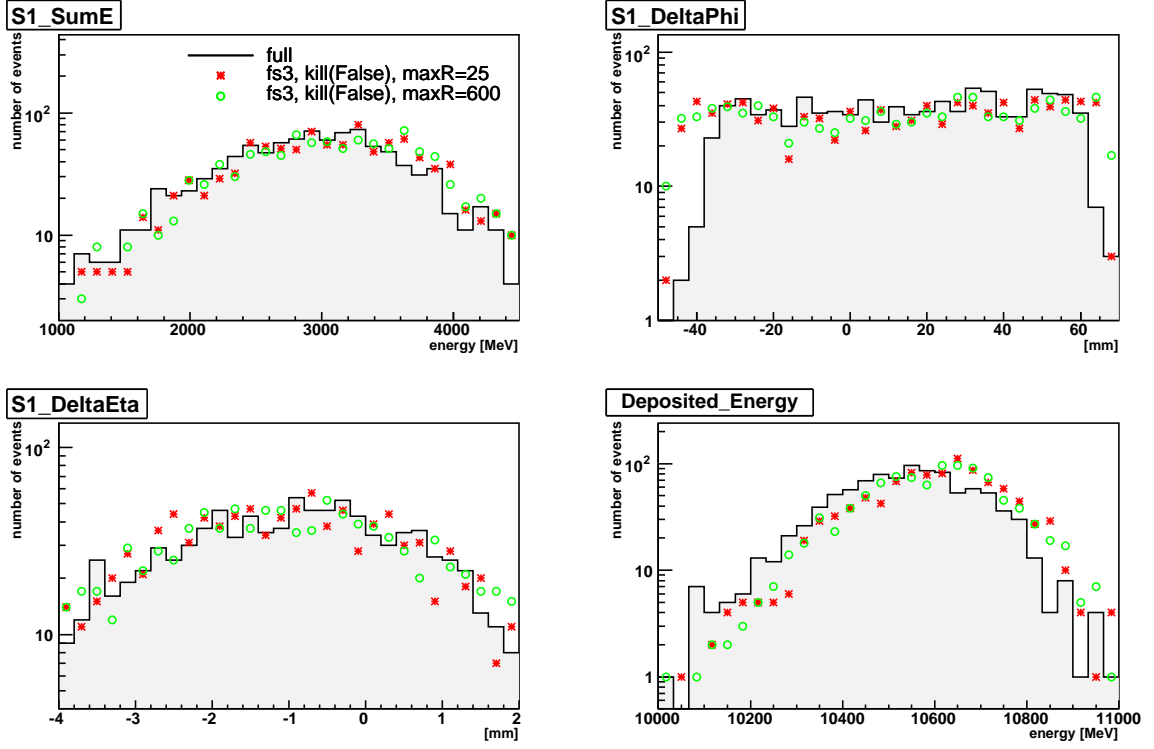 S1_SumE
number of events
10²
10
1000 2000 3000 4000
energy [MeV]
full
fs3, kill(False), maxR=25
fs3, kill(False), maxR=600
S1_DeltaPhi
number of events
10²
10
1
-40 -20 0 20 40 60
[mm]
S1_DeltaEta
number of events
10²
10
-4 -3 -2 -1 0 1 2
[mm]
Deposited_Energy
number of events
10²
10
1
10000 10200 10400 10600 10800 11000
energy [MeV]